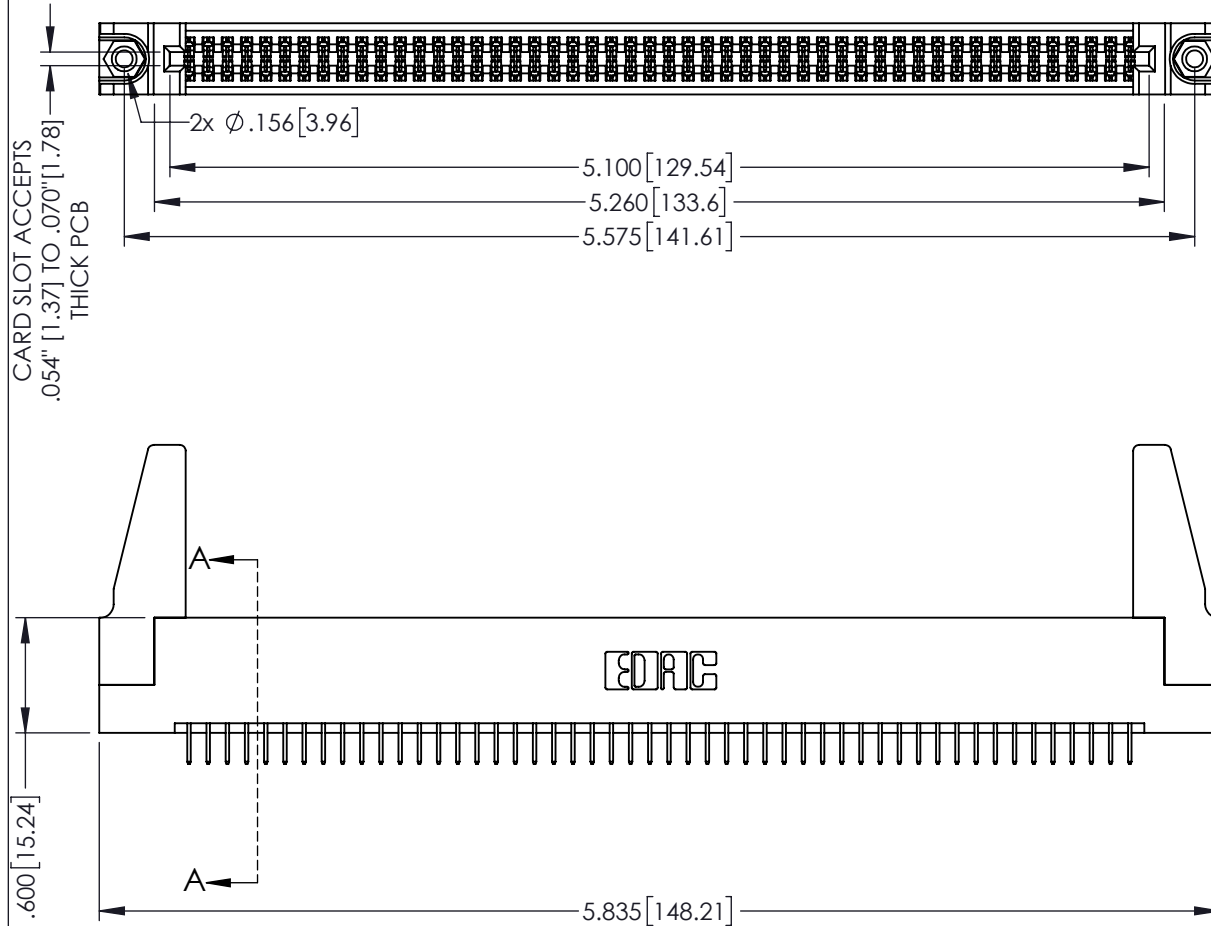 2x Ø.156[3.96]
5.100[129.54]
5.260[133.6]
5.575[141.61]
CARD SLOT ACCEPTS
.054" [1.37] TO .070"[1.78]
THICK PCB
A
EDAC
.600[15.24]
A
5.835[148.21]